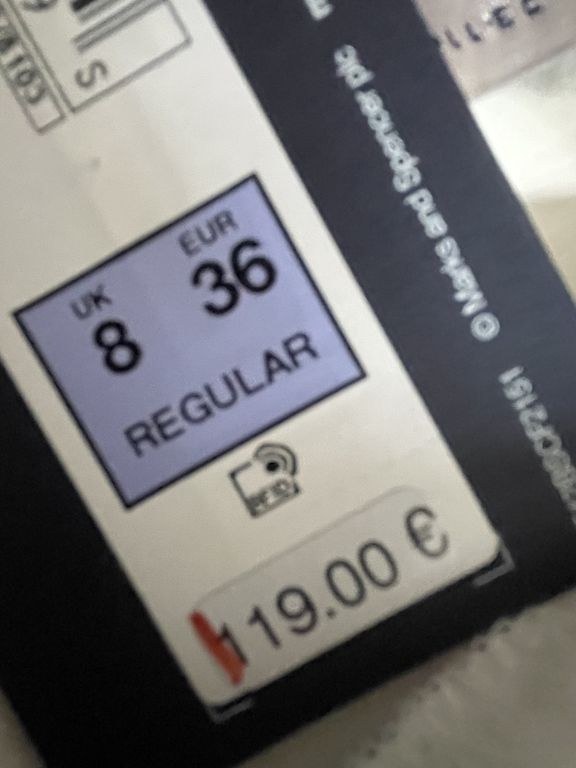 S
UK EUR
8 36
REGULAR
RFID
119.00 €
© Marks and Spencer plc